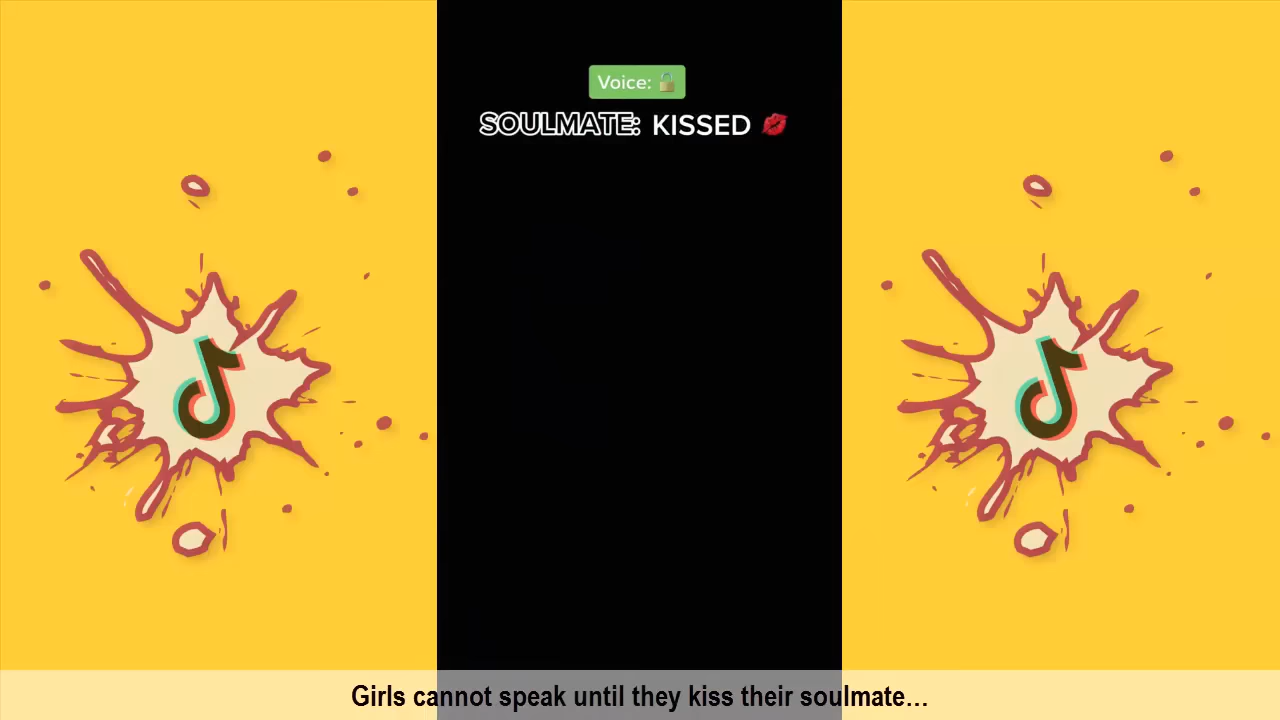 Voice: 🔒
SOULMATE: KISSED 💋
Girls cannot speak until they kiss their soulmate…